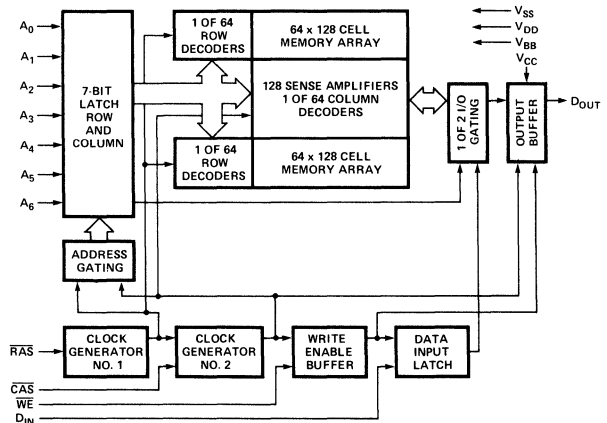 A0
A1
A2
A3
A4
A5
A6
7-BIT
LATCH
ROW
AND
COLUMN
1 OF 64
ROW
DECODERS
64 x 128 CELL
MEMORY ARRAY
128 SENSE AMPLIFIERS
1 OF 64 COLUMN
DECODERS
1 OF 64
ROW
DECODERS
64 x 128 CELL
MEMORY ARRAY
VSS
VDD
VBB
VCC
1 OF 2 I/O
GATING
OUTPUT
BUFFER
DOUT
ADDRESS
GATING
RAS
CLOCK
GENERATOR
NO. 1
CLOCK
GENERATOR
NO. 2
WRITE
ENABLE
BUFFER
DATA
INPUT
LATCH
CAS
WE
DIN